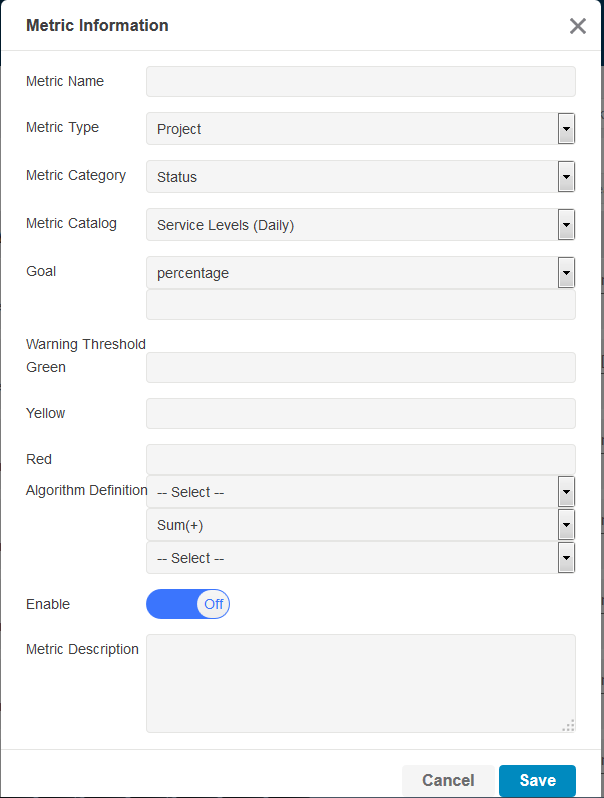 Metric Information
Metric Name
Metric Type
Project
Metric Category
Status
Metric Catalog
Service Levels (Daily)
Goal
percentage
Warning Threshold
Green
Yellow
Red
Algorithm Definition
-- Select --
Sum(+)
-- Select --
Enable
Off
Metric Description
Cancel
Save